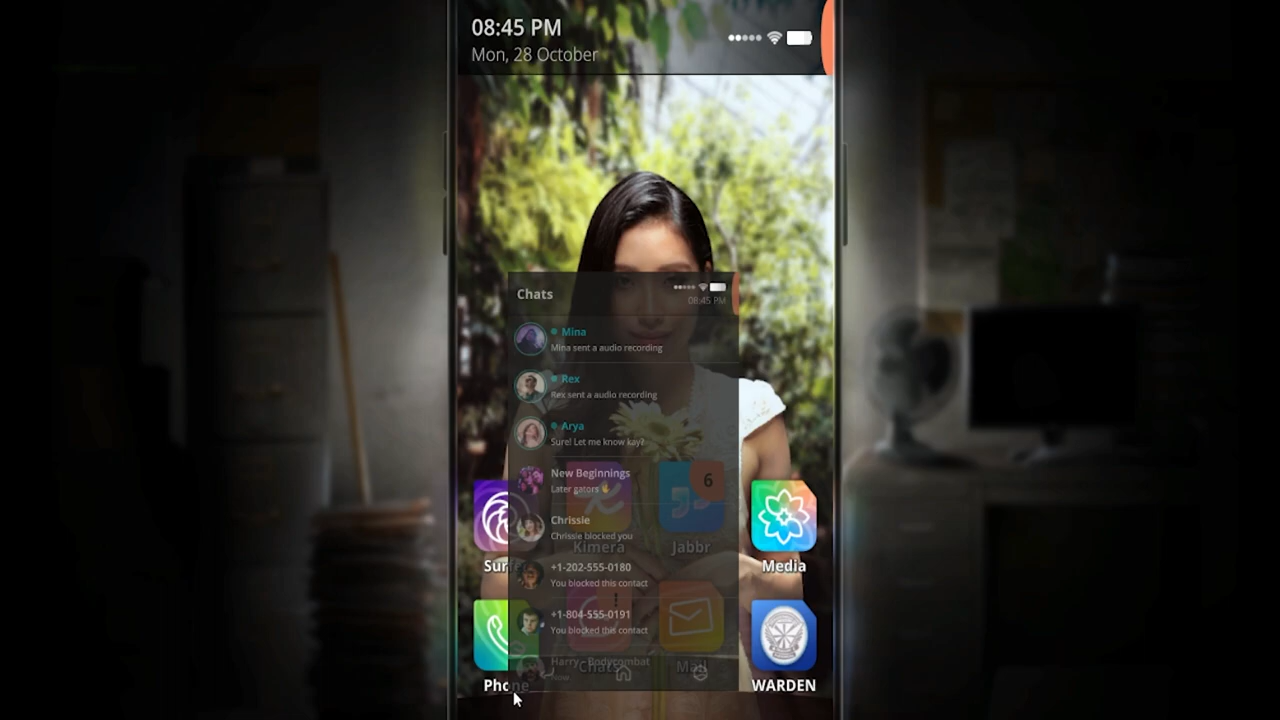 08:45 PM
Mon, 28 October
Chats
08:45 PM
Mina
Mina sent a audio recording
Rex
Rex sent a audio recording
Arya
Sure! Let me know kay?
New Beginnings
Later gators
6
Chrissie
Chrissie blocked you
Kimera
Jabbr
Surfer
Media
+1-202-555-0180
You blocked this contact
+1-804-555-0191
You blocked this contact
Harry - Bodycombat
Chats
Mail
Phone
WARDEN